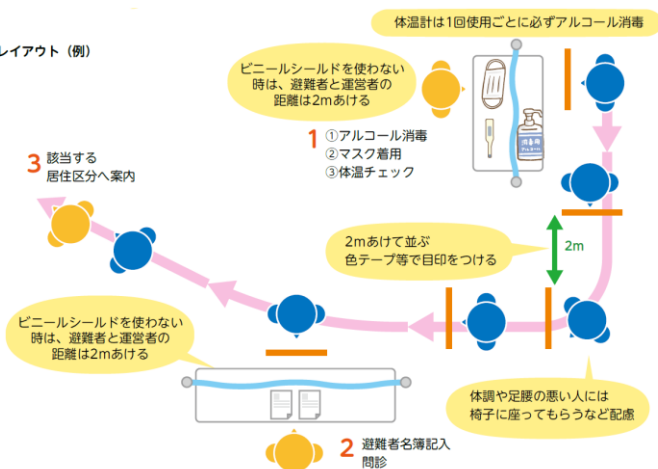 レイアウト（例）
体温計は1回使用ごとに必ずアルコール消毒
ビニールシールドを使わない
時は、避難者と運営者の
距離は2mあける
1 ①アルコール消毒
②マスク着用
③体温チェック
消毒用
アルコール
3 該当する
居住区分へ案内
2mあけて並ぶ
色テープ等で目印をつける
2m
ビニールシールドを使わない
時は、避難者と運営者の
距離は2mあける
体調や足腰の悪い人には
椅子に座ってもらうなど配慮
2 避難者名簿記入
問診